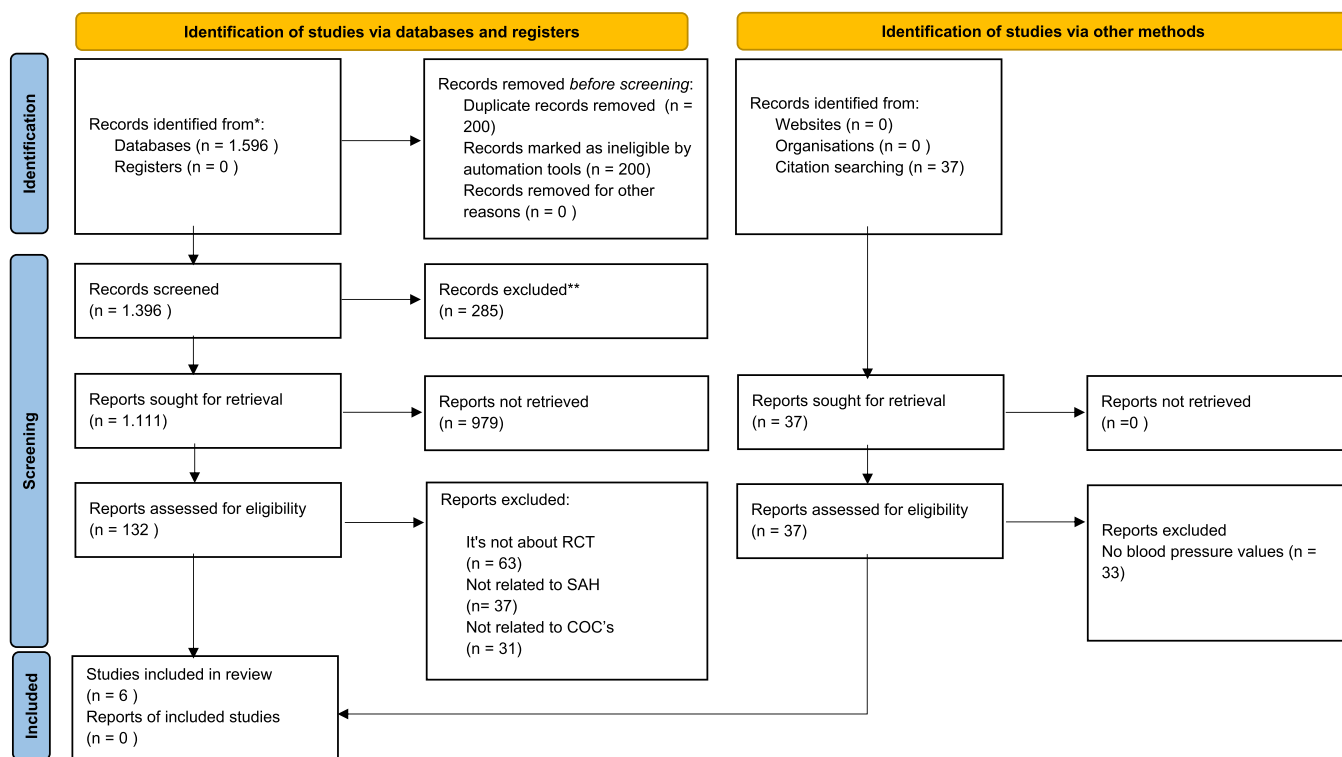 Identification of studies via databases and registers
Identification of studies via other methods
Identification
Records identified from*:
Databases (n = 1.596 )
Registers (n = 0 )
Records removed before screening:
Duplicate records removed (n =
200)
Records marked as ineligible by
automation tools (n = 200)
Records removed for other
reasons (n = 0 )
Records identified from:
Websites (n = 0)
Organisations (n = 0 )
Citation searching (n = 37)
Screening
Records screened
(n = 1.396 )
Records excluded**
(n = 285)
Reports sought for retrieval
(n = 1.111)
Reports not retrieved
(n = 979)
Reports sought for retrieval
(n = 37)
Reports not retrieved
(n =0 )
Reports assessed for eligibility
(n = 132 )
Reports excluded:
It's not about RCT
(n = 63)
Not related to SAH
(n= 37)
Not related to COC’s
(n = 31)
Reports assessed for eligibility
(n = 37)
Reports excluded
No blood pressure values (n =
33)
Included
Studies included in review
(n = 6 )
Reports of included studies
(n = 0 )